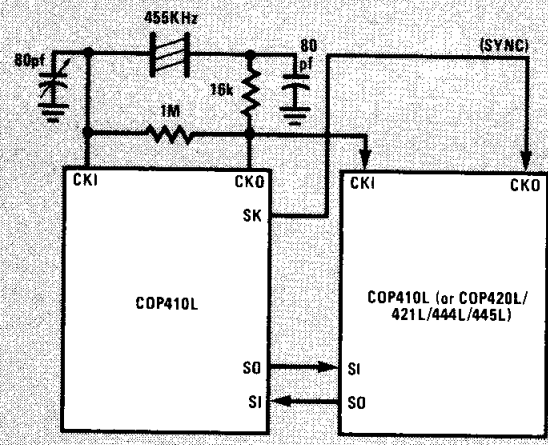 455KHz
80pf
80
pf
(SYNC)
16k
1M
CKI
CKO
SK
CKI
CKO
COP410L
COP410L (or COP420L/
421L/444L/445L)
SO
SI
SI
SO